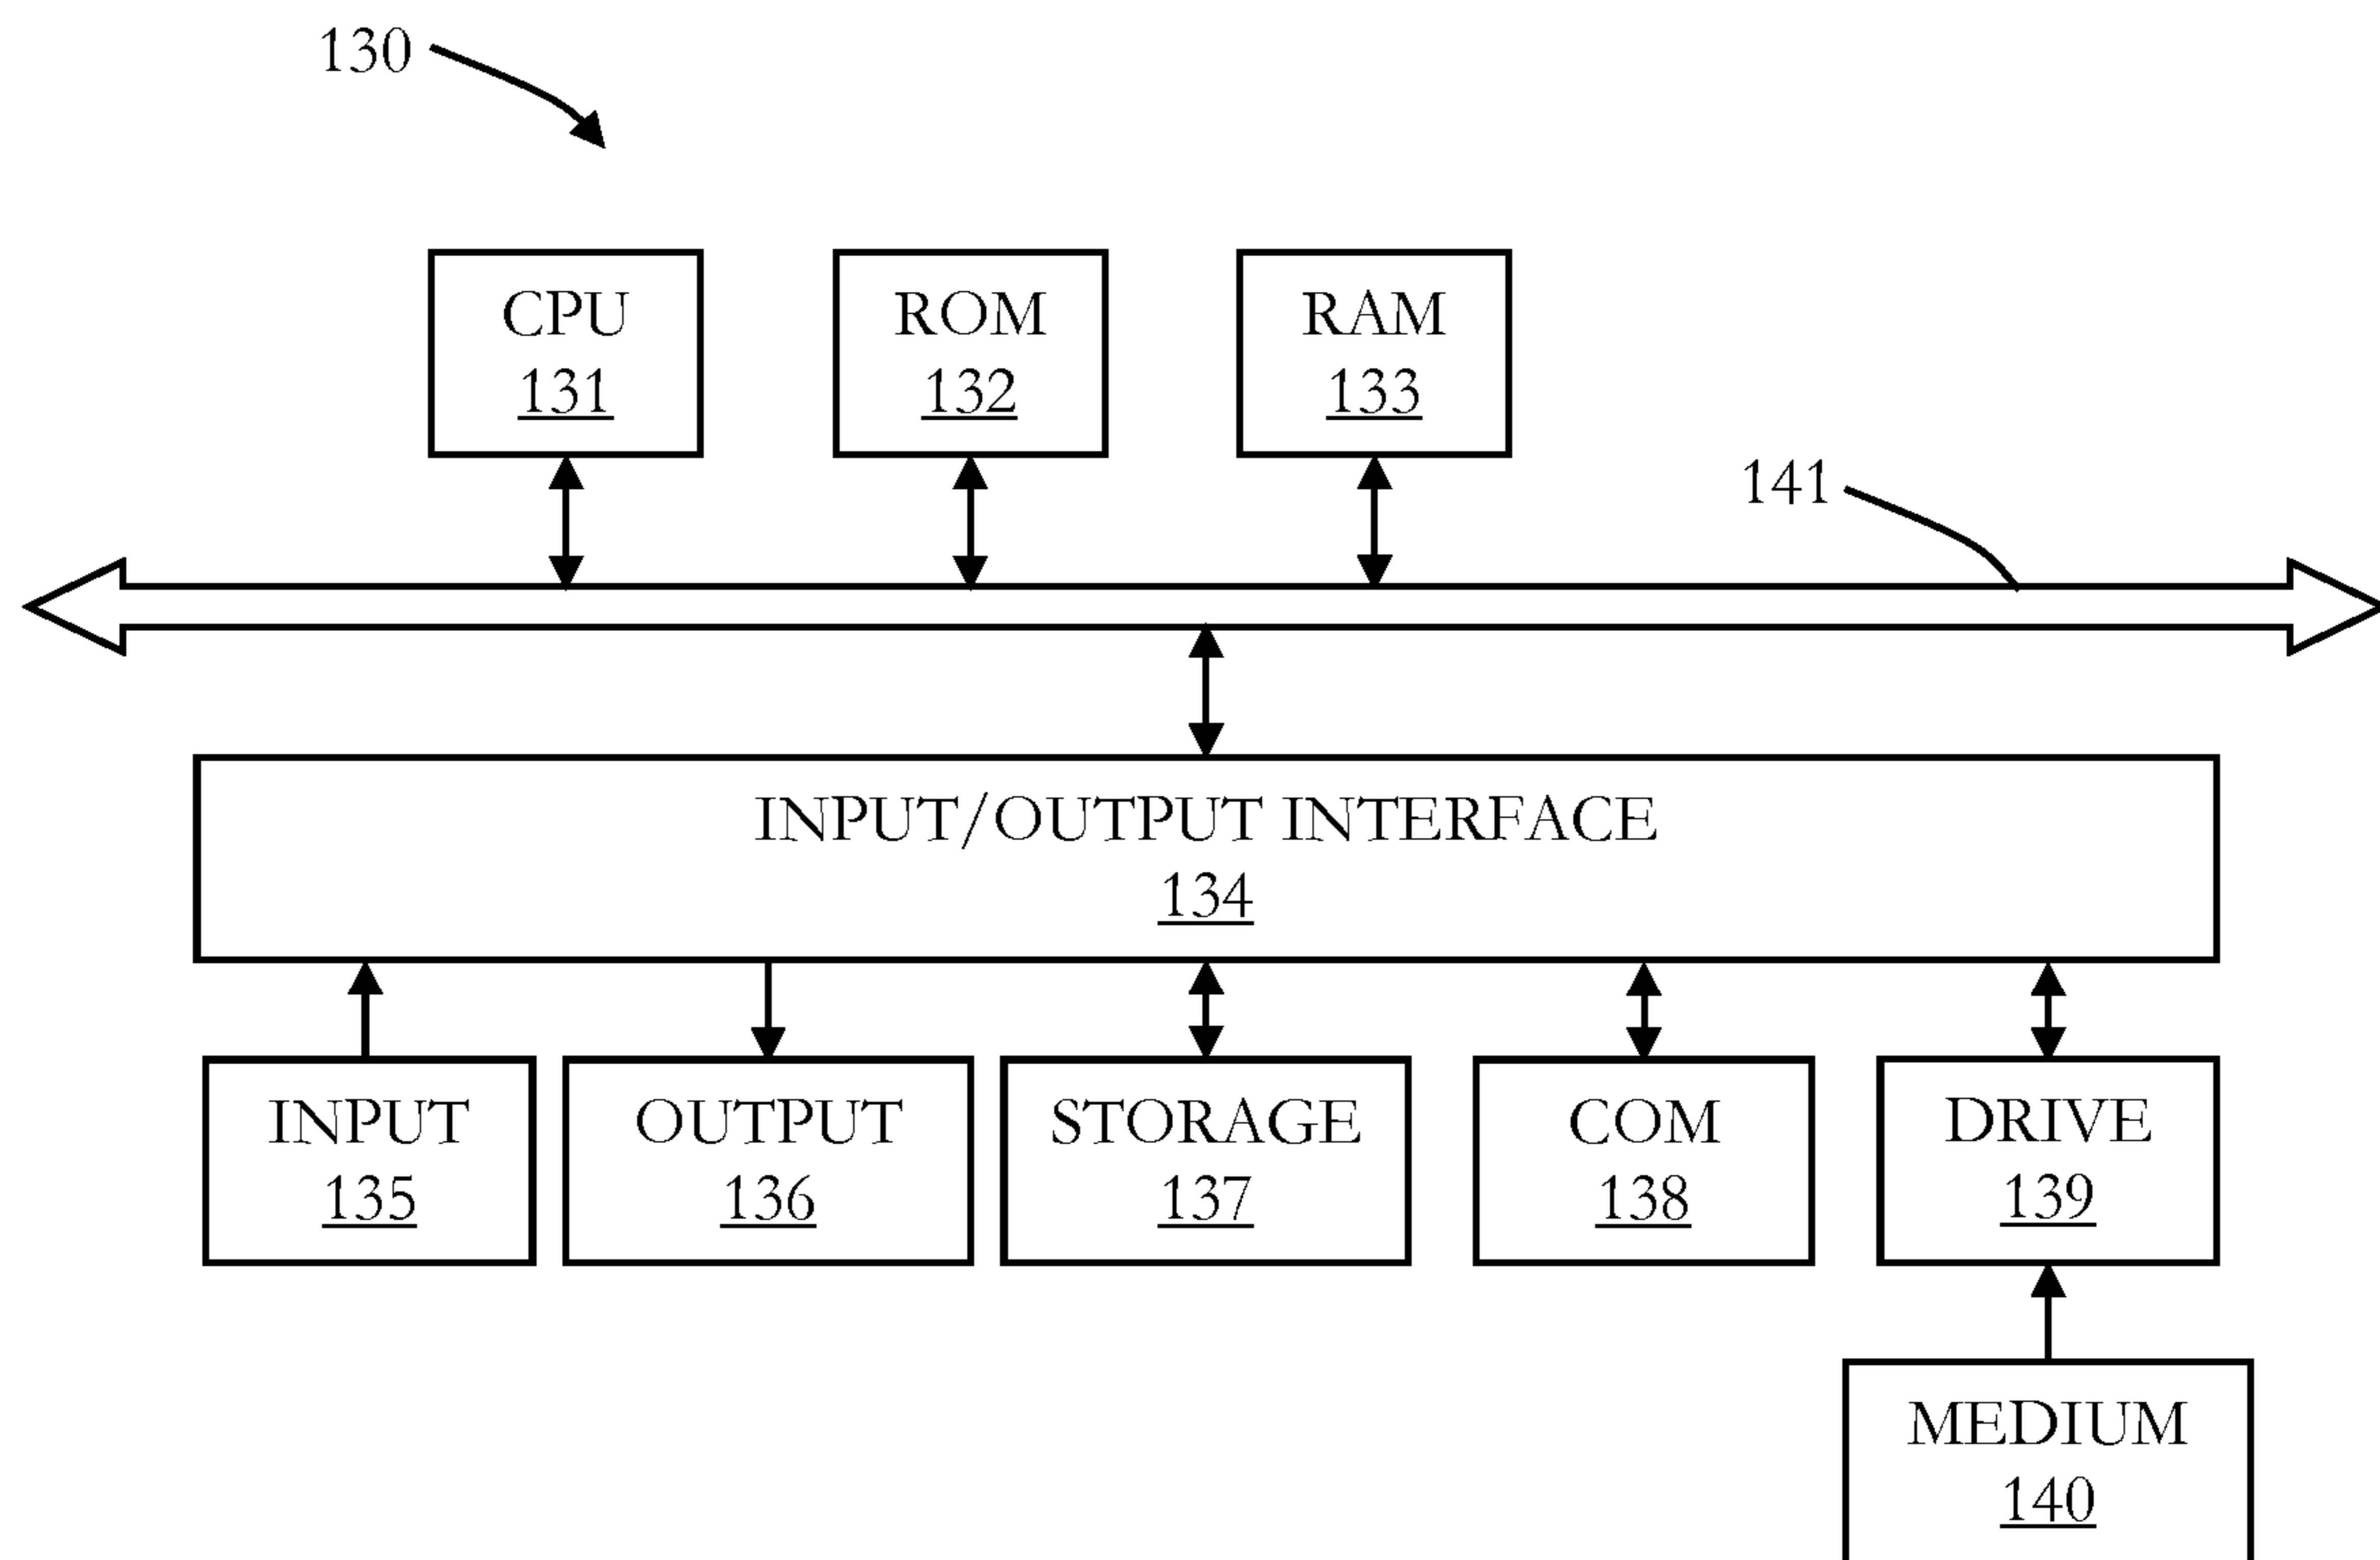 130
CPU
131
ROM
132
RAM
133
141
INPUT/OUTPUT INTERFACE
134
INPUT
135
OUTPUT
136
STORAGE
137
COM
138
DRIVE
139
MEDIUM
140